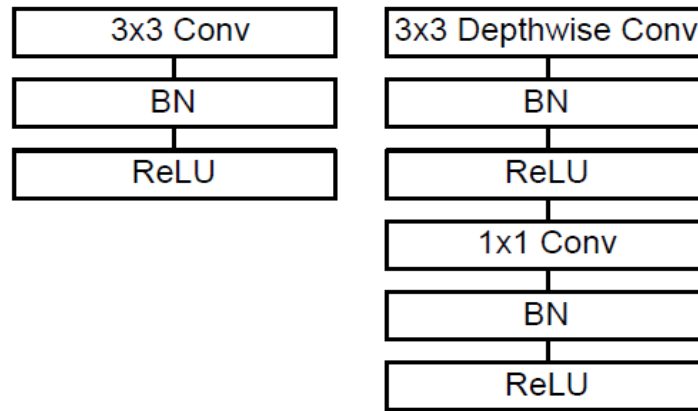 3x3 Conv
BN
ReLU
3x3 Depthwise Conv
BN
ReLU
1x1 Conv
BN
ReLU